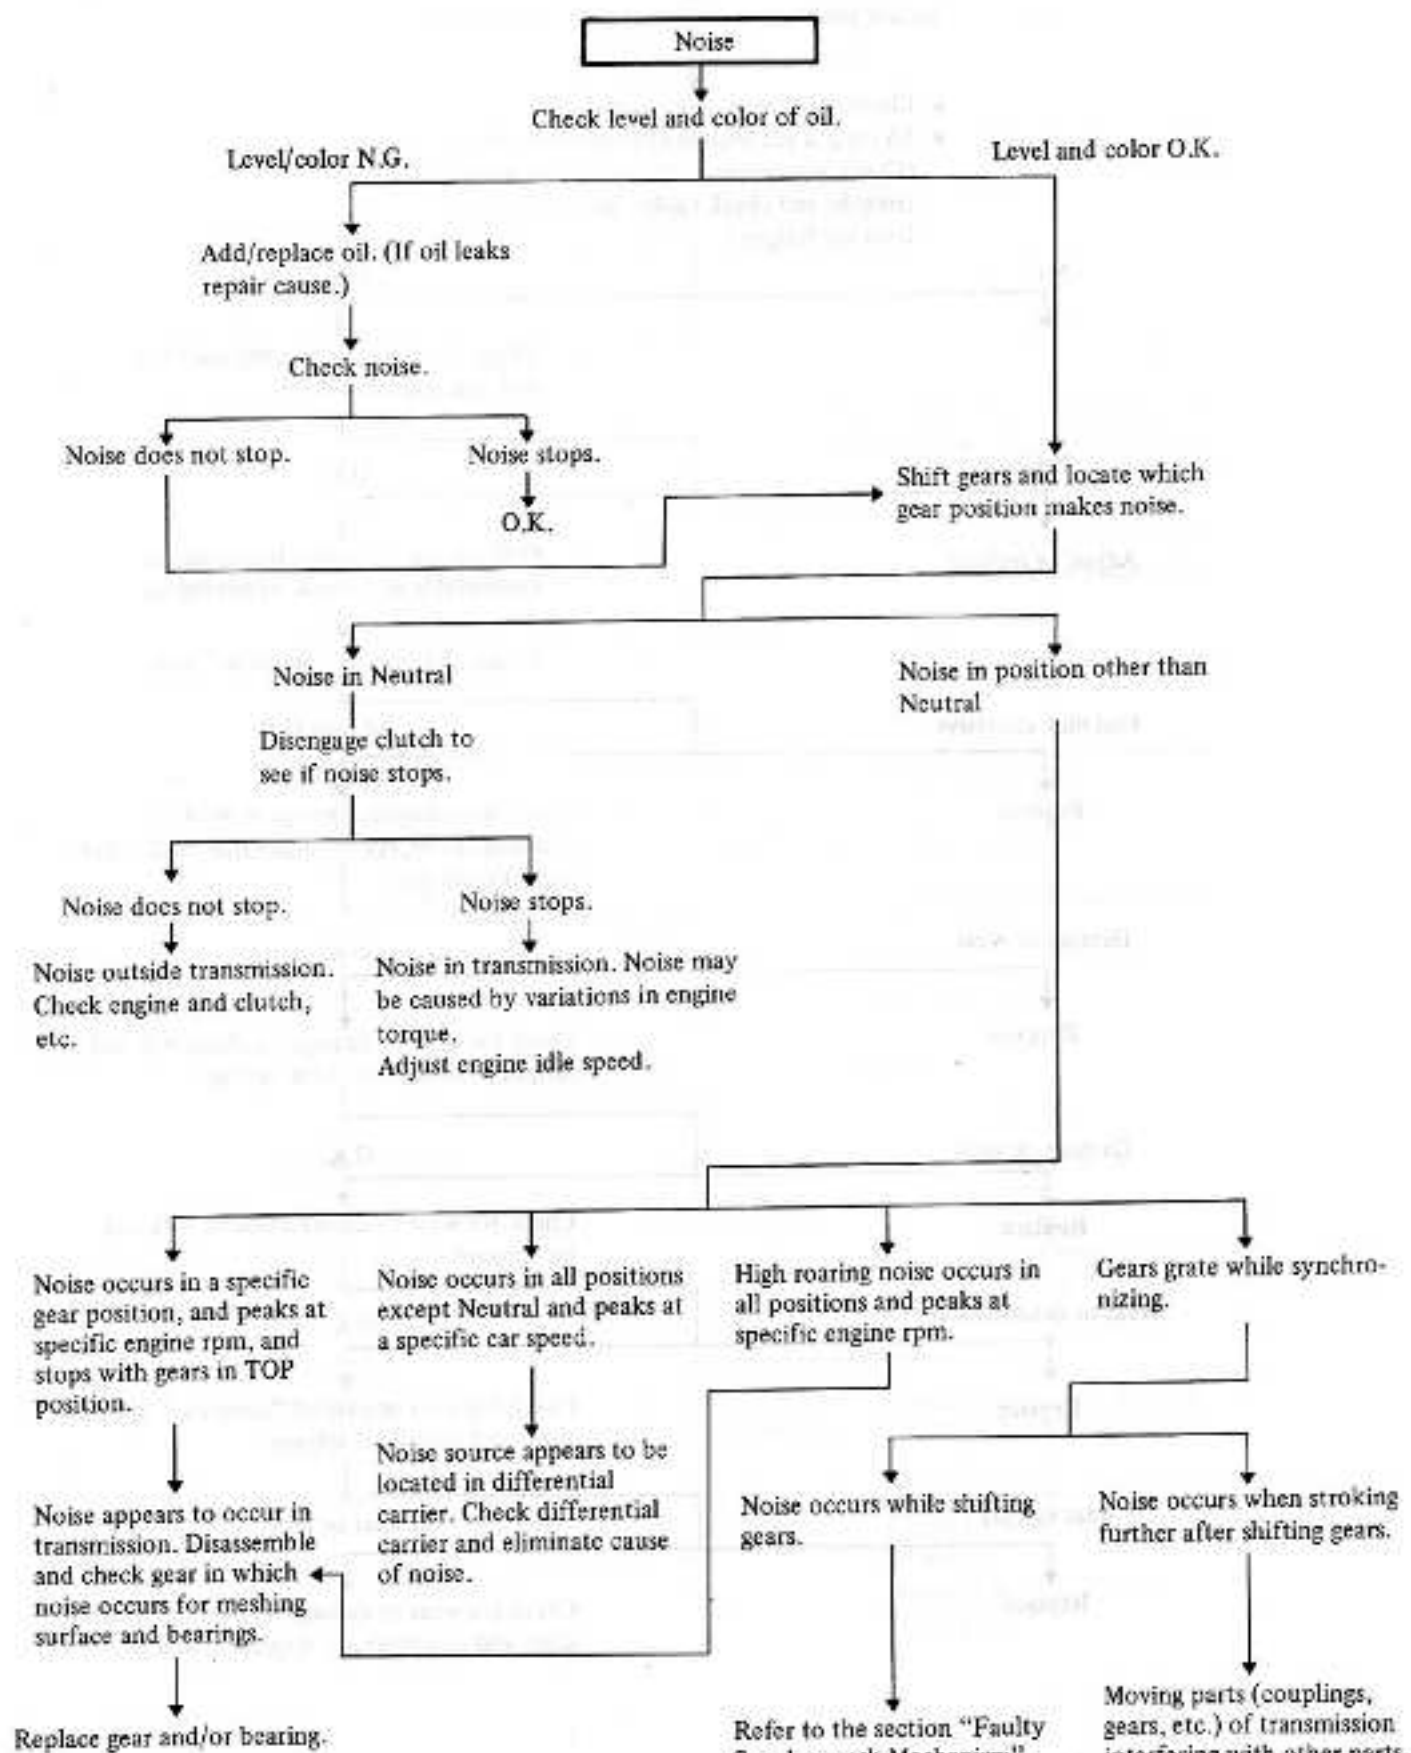 Noise
Check level and color of oil.
Level/color N.G.
Level and color O.K.
Add/replace oil. (If oil leaks
repair cause.)
Check noise.
Noise does not stop.
Noise stops.
O.K.
Shift gears and locate which
gear position makes noise.
Noise in Neutral
Noise in position other than
Neutral
Disengage clutch to
see if noise stops.
Noise does not stop.
Noise stops.
Noise outside transmission.
Check engine and clutch,
etc.
Noise in transmission. Noise may
be caused by variations in engine
torque.
Adjust engine idle speed.
Noise occurs in a specific
gear position, and peaks at
specific engine rpm, and
stops with gears in TOP
position.
Noise occurs in all positions
except Neutral and peaks at
a specific car speed.
High roaring noise occurs in
all positions and peaks at
specific engine rpm.
Gears grate while synchro-
nizing.
Noise appears to occur in
transmission. Disassemble
and check gear in which
noise occurs for meshing
surface and bearings.
Noise source appears to be
located in differential
carrier. Check differential
carrier and eliminate cause
of noise.
Noise occurs while shifting
gears.
Noise occurs when stroking
further after shifting gears.
Replace gear and/or bearing.
Refer to the section “Faulty
Moving parts (couplings,
gears, etc.) of transmission
interfering with other parts